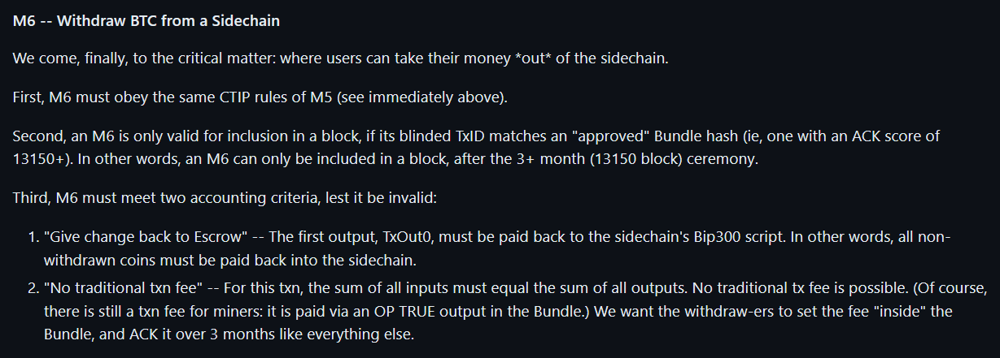 M6 -- Withdraw BTC from a Sidechain
We come, finally, to the critical matter: where users can take their money *out* of the sidechain.
First, M6 must obey the same CTIP rules of M5 (see immediately above).
Second, an M6 is only valid for inclusion in a block, if its blinded TxID matches an "approved" Bundle hash (ie, one with an ACK score of
13150+). In other words, an M6 can only be included in a block, after the 3+ month (13150 block) ceremony.
Third, M6 must meet two accounting criteria, lest it be invalid:
1. "Give change back to Escrow" -- The first output, TxOut0, must be paid back to the sidechain's Bip300 script. In other words, all non-
withdrawn coins must be paid back into the sidechain.
2. "No traditional txn fee" -- For this txn, the sum of all inputs must equal the sum of all outputs. No traditional tx fee is possible. (Of course,
there is still a txn fee for miners: it is paid via an OP TRUE output in the Bundle.) We want the withdraw-ers to set the fee "inside" the
Bundle, and ACK it over 3 months like everything else.